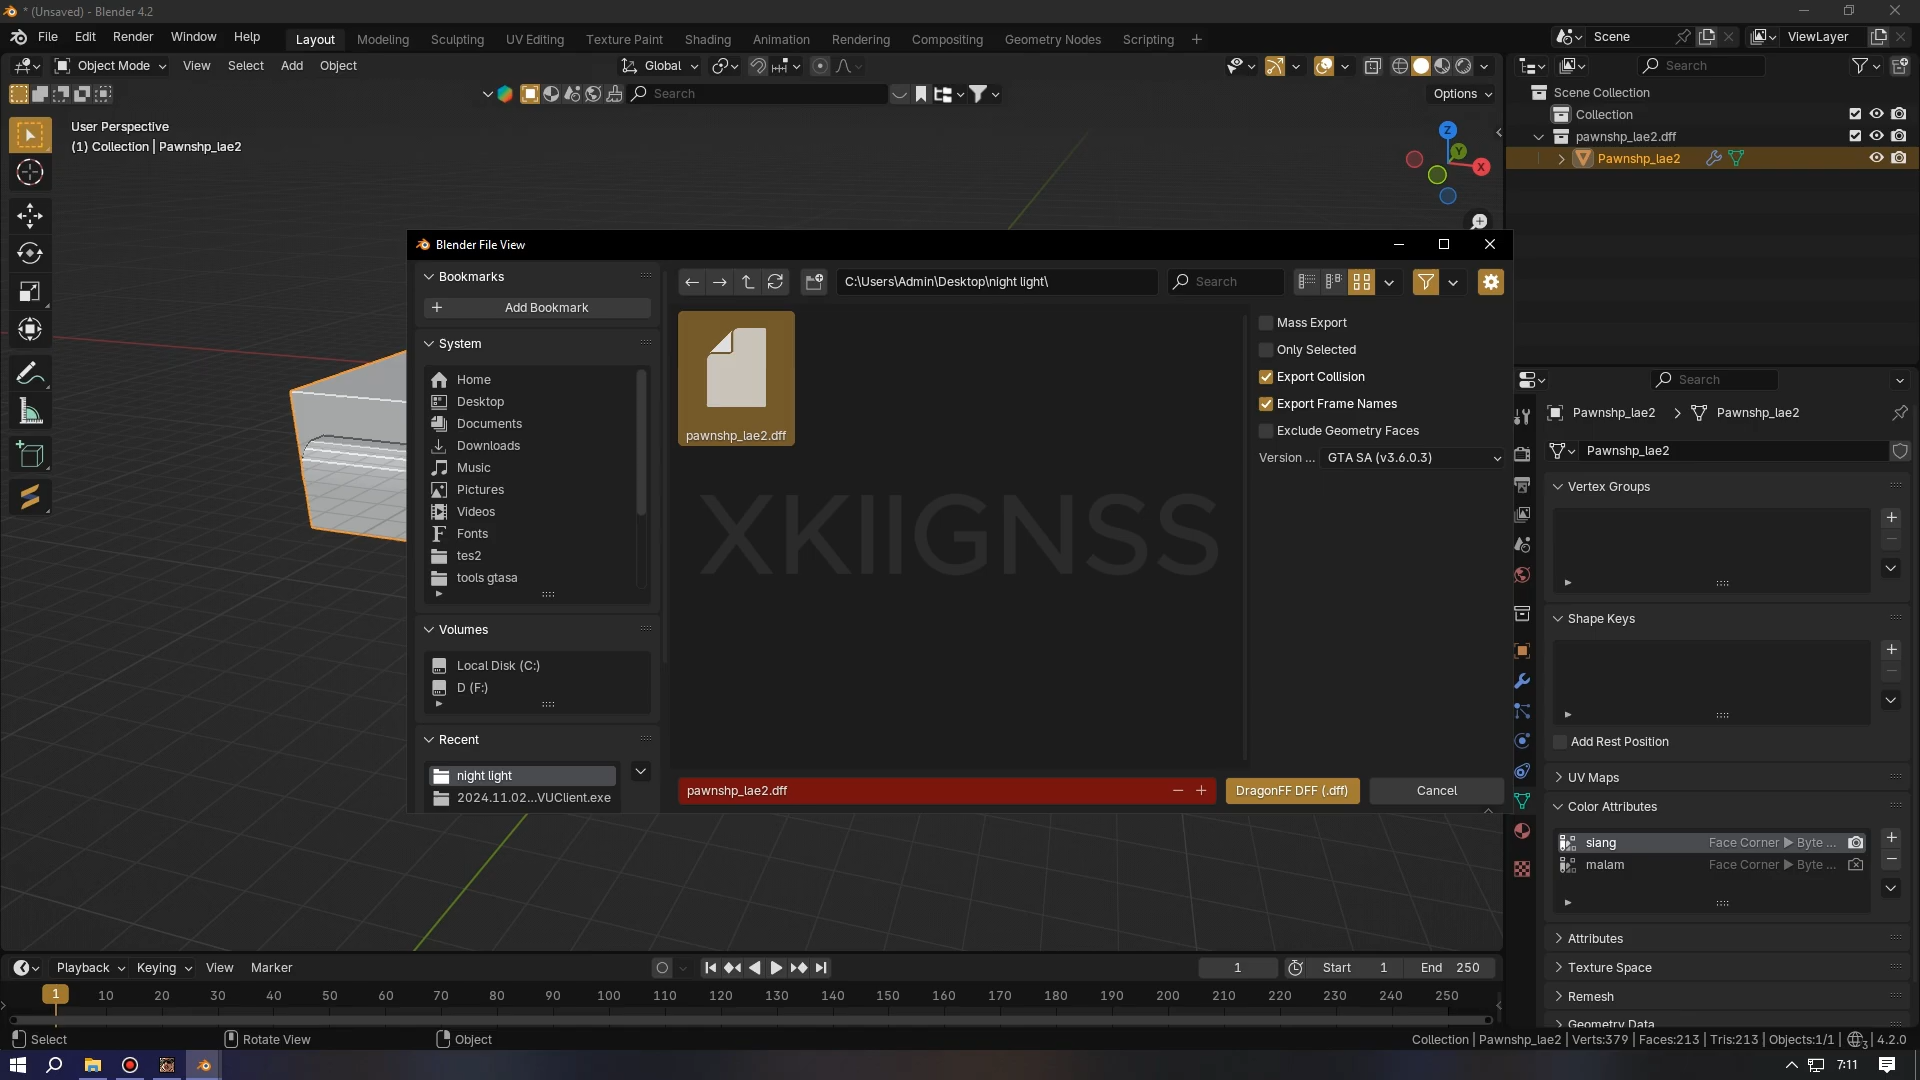 * (Unsaved) - Blender 4.2
File Edit Render Window Help
Layout Modeling Sculpting UV Editing Texture Paint Shading Animation Rendering Compositing Geometry Nodes Scripting +
Scene ViewLayer
Object Mode View Select Add Object Global
Search
Search
Options
User Perspective
(1) Collection | Pawnshp_lae2
Z
Y
X
Scene Collection
Collection
pawnshp_lae2.dff
Pawnshp_lae2
Blender File View
Bookmarks
Add Bookmark
C:\Users\Admin\Desktop\night light\
Search
System
Home
Desktop
Documents
Downloads
Music
Pictures
Videos
Fonts
tes2
tools gtasa
Volumes
Local Disk (C:)
D (F:)
Recent
night light
2024.11.02...VUClient.exe
pawnshp_lae2.dff
XKIIGNSS
Mass Export
Only Selected
Export Collision
Export Frame Names
Exclude Geometry Faces
Version ... GTA SA (v3.6.0.3)
pawnshp_lae2.dff
DragonFF DFF (.dff)
Cancel
Search
Pawnshp_lae2 Pawnshp_lae2
Pawnshp_lae2
Vertex Groups
Shape Keys
Add Rest Position
UV Maps
Color Attributes
siang Face Corner ▶ Byte ...
malam Face Corner ▶ Byte ...
Attributes
Texture Space
Remesh
Geometry Data
Playback Keying View Marker
1 Start 1 End 250
1 10 20 30 40 50 60 70 80 90 100 110 120 130 140 150 160 170 180 190 200 210 220 230 240 250
Select Rotate View Object
Collection | Pawnshp_lae2 | Verts:379 | Faces:213 | Tris:213 | Objects:1/1 | 3 | 4.2.0
7:11